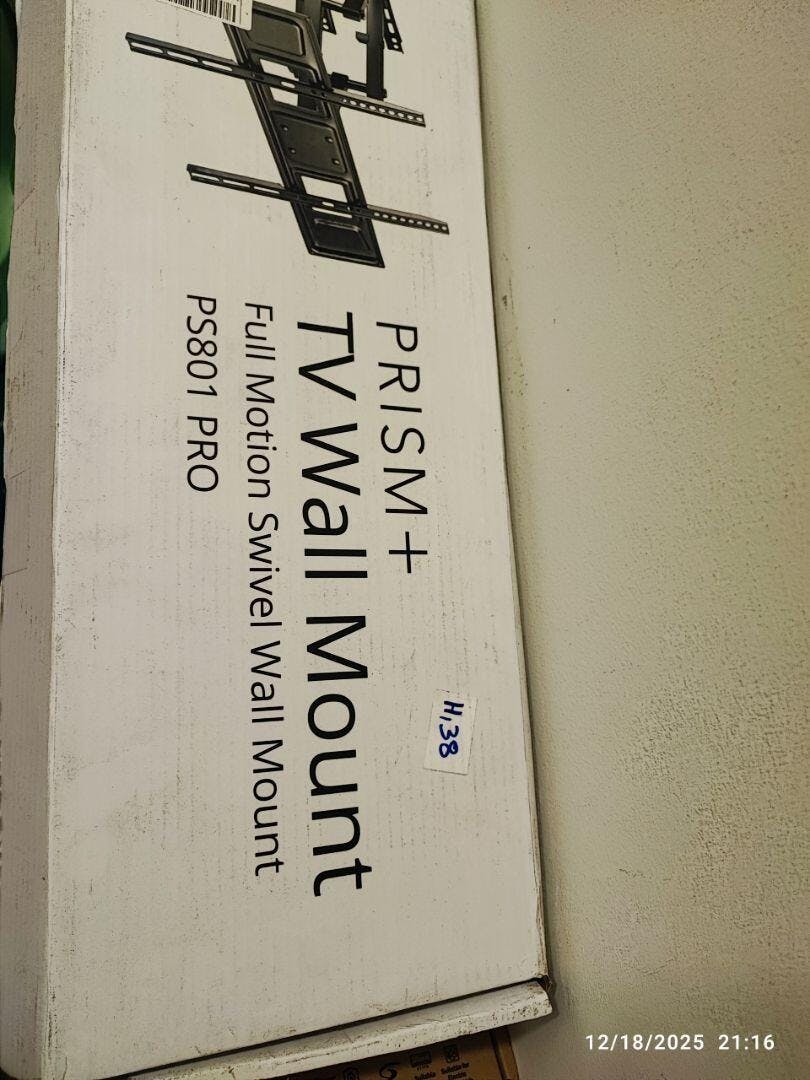 PRISM+
TV Wall Mount
Full Motion Swivel Wall Mount
PS801 PRO
H,38
12/18/2025 21:16